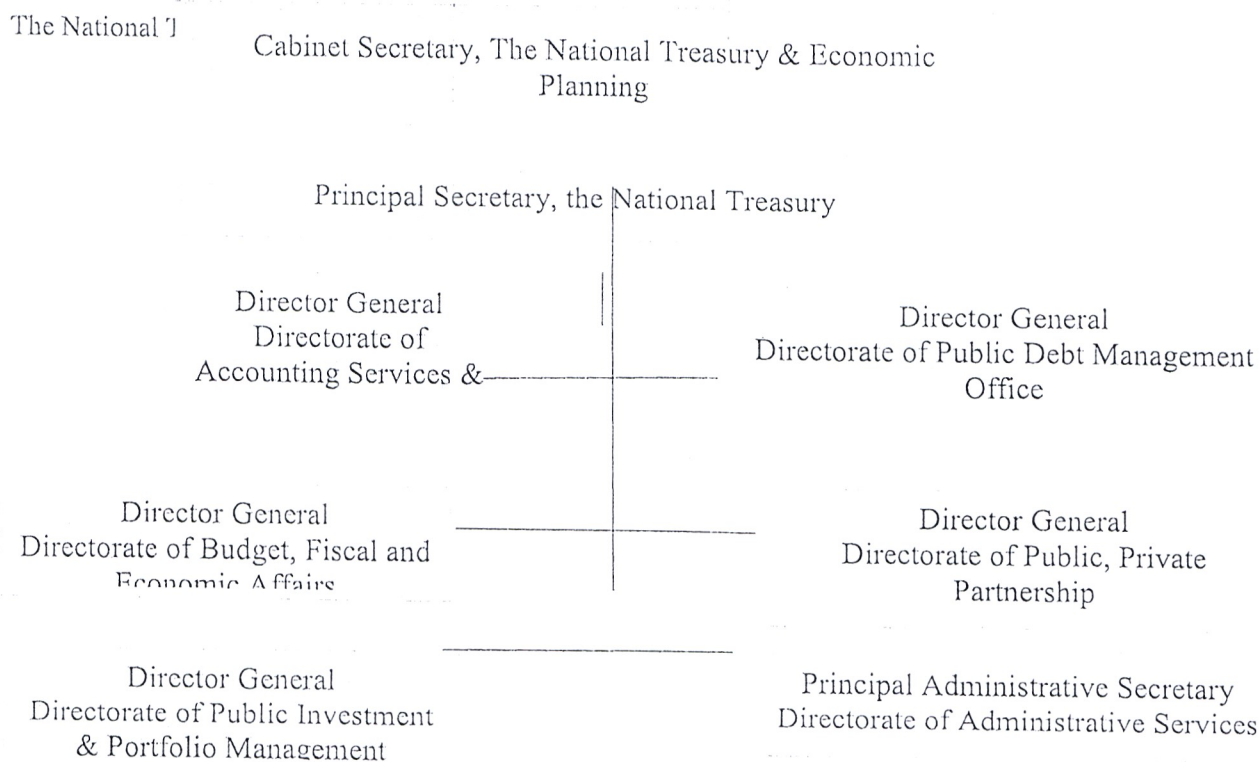 The National
Cabinet Secretary, The National Treasury & Economic
Planning
Principal Secretary, the National Treasury
Director General
Directorate of
Accounting Services &
Director General
Directorate of Public Debt Management
Office
Director General
Directorate of Budget, Fiscal and
Economic Affairs
Director General
Directorate of Public, Private
Partnership
Director General
Directorate of Public Investment
& Portfolio Management
Principal Administrative Secretary
Directorate of Administrative Services